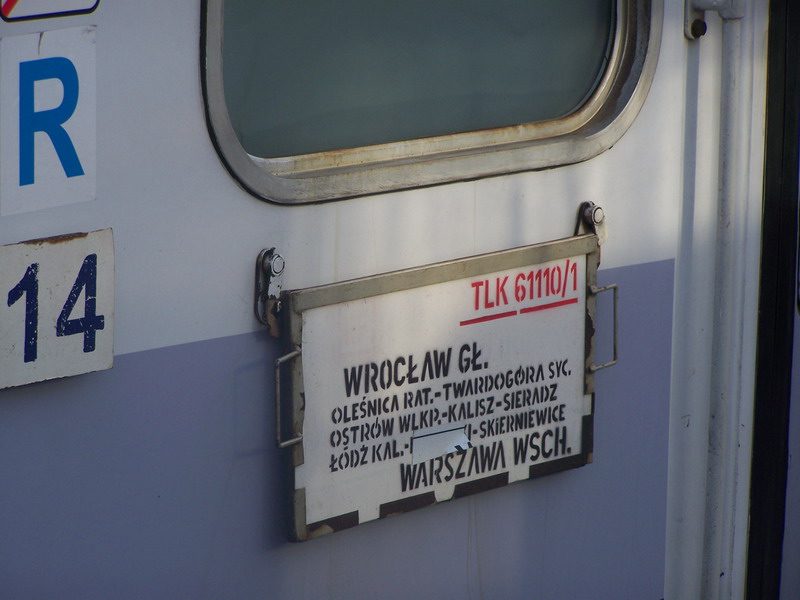 R
14
TLK 61110/1
WROCŁAW GŁ.
OLEŚNICA RAT.-TWARDOGÓRA SYC.
OSTRÓW WLKP.-KALISZ-SIERADZ
ŁÓDŹ KAL.- -SKIERNIEWICE
WARSZAWA WSCH.